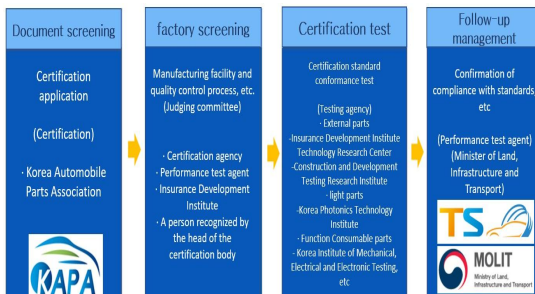 Document screening
Certification
application
(Certification)
· Korea Automobile
Parts Association
KAPA
factory screening
Manufacturing facility and
quality control process, etc.
(Judging committee)
· Certification agency
· Performance test agent
· Insurance Development
Institute
· A person recognized by
the head of the
certification body
Certification test
Certification standard
conformance test
(Testing agency)
· External parts
-Insurance Development Institute
Technology Research Center
-Construction and Development
Testing Research Institute
· light parts
-Korea Photonics Technology
Institute
· Function Consumable parts
- Korea Institute of Mechanical,
Electrical and Electronic Testing,
etc
Follow-up
management
Confirmation of
compliance with standards,
etc
(Performance test agent)
(Minister of Land,
Infrastructure and
Transport)
TS
MOLIT
Ministry of Land,
Infrastructure and Transport